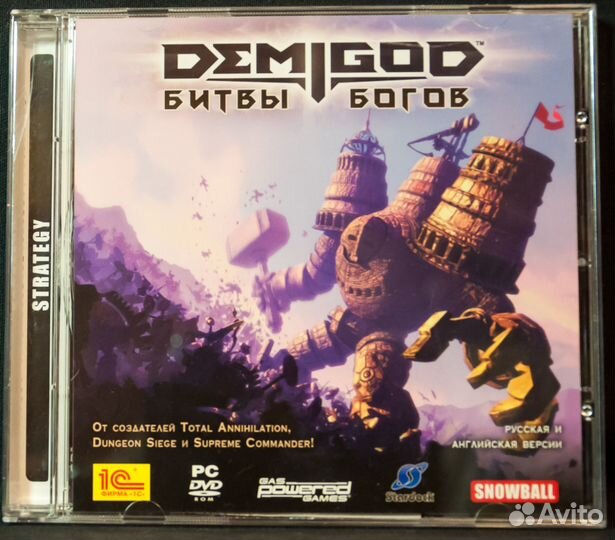 DEMIGOD™
БИТВЫ БОГОВ
STRATEGY
ОТ СОЗДАТЕЛЕЙ TOTAL ANNIHILATION,
DUNGEON SIEGE И SUPREME COMMANDER!
РУССКАЯ И
АНГЛИЙСКАЯ ВЕРСИИ
1С
ФИРМА «1С»
PC
DVD
ROM
GAS
Powered
GAMES
Stardock
SNOWBALL
Avito